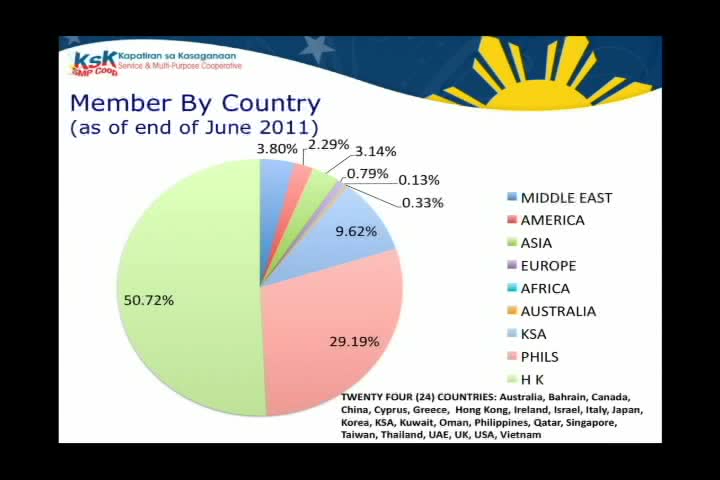 KsK
SMP Coop
Kapatiran sa Kasaganaan
Service & Multi-Purpose Cooperative
Member By Country
(as of end of June 2011)
3.80%
2.29%
3.14%
0.79%
0.13%
0.33%
9.62%
29.19%
50.72%
MIDDLE EAST
AMERICA
ASIA
EUROPE
AFRICA
AUSTRALIA
KSA
PHILS
H K
TWENTY FOUR (24) COUNTRIES: Australia, Bahrain, Canada,
China, Cyprus, Greece, Hong Kong, Ireland, Israel, Italy, Japan,
Korea, KSA, Kuwait, Oman, Philippines, Qatar, Singapore,
Taiwan, Thailand, UAE, UK, USA, Vietnam